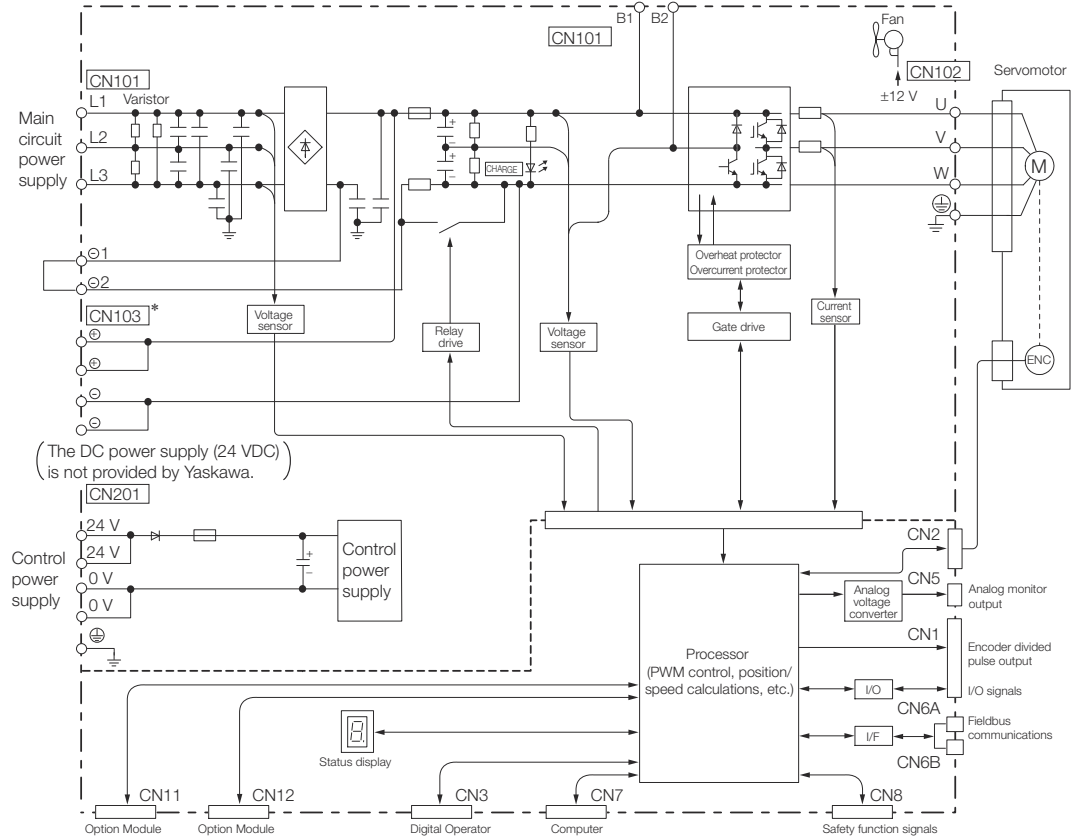 B1 B2
CN101
Fan
CN101
CN102
Servomotor
±12 V
L1
Varistor
U
Main
circuit
power
supply
L2
V
L3
W
CHARGE
M
⊖1
⊖2
Overheat protector
Overcurrent protector
CN103 *
Voltage
sensor
Relay
drive
Voltage
sensor
Gate drive
Current
sensor
⊕
⊕
ENC
⊖
⊖
(The DC power supply (24 VDC)
is not provided by Yaskawa.)
CN201
24 V
24 V
0 V
0 V
Control
power
supply
+
–
Control
power
supply
CN2
CN5
Analog
voltage
converter
Analog monitor
output
CN1
Processor
(PWM control, position/
speed calculations, etc.)
Encoder divided
pulse output
I/O
I/O signals
CN6A
Fieldbus
communications
I/F
CN6B
8.
Status display
CN11
CN12
CN3
CN7
CN8
Option Module
Option Module
Digital Operator
Computer
Safety function signals